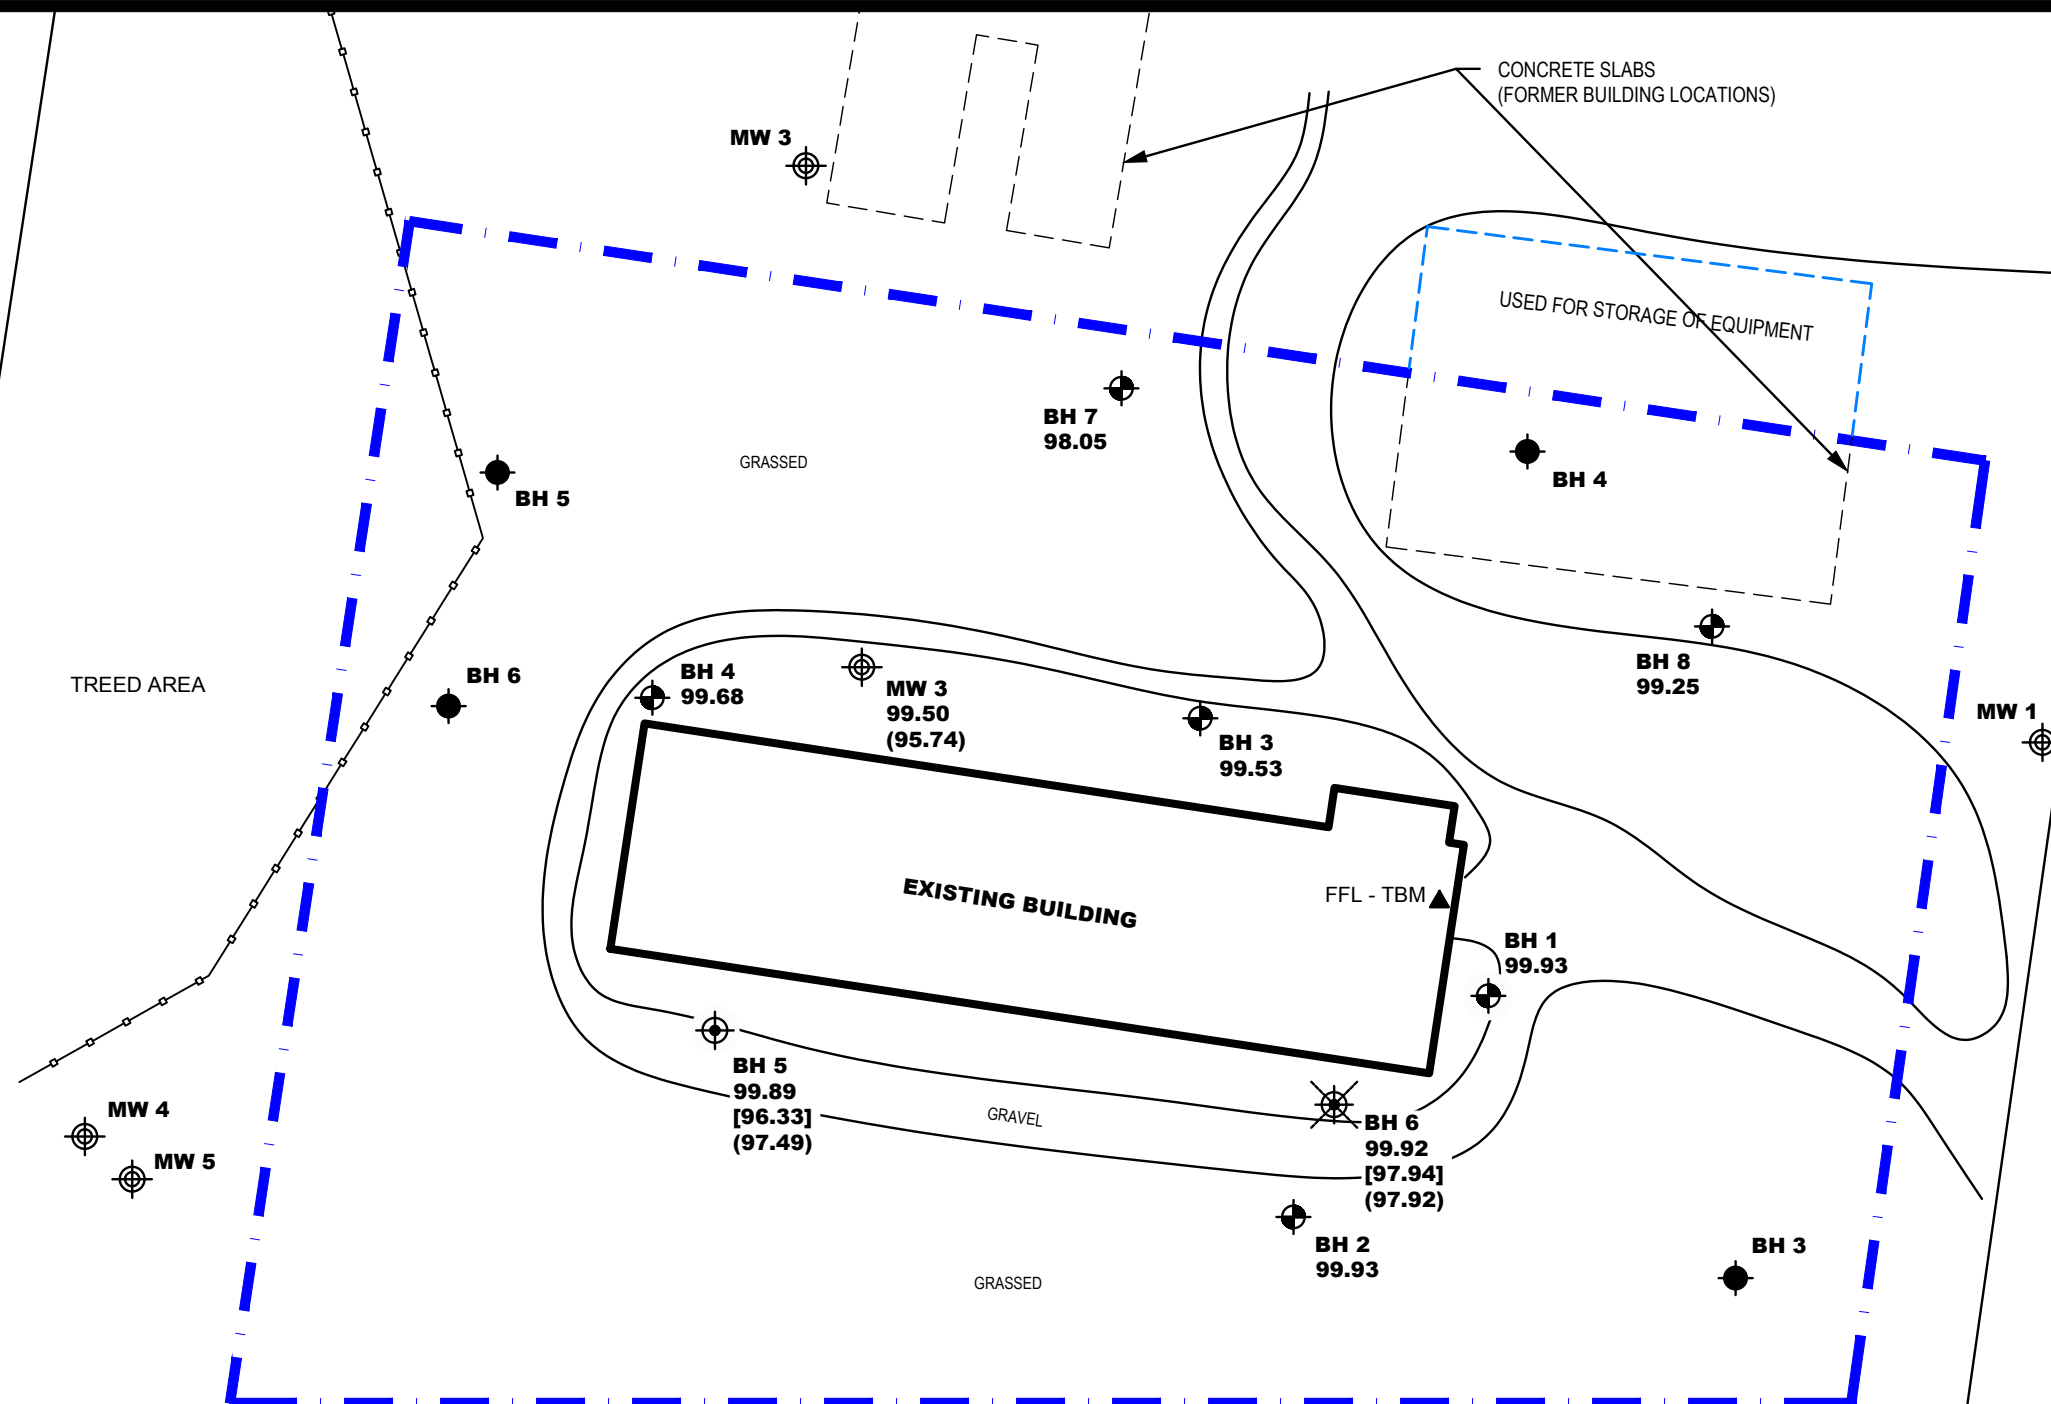 CONCRETE SLABS
(FORMER BUILDING LOCATIONS)
MW 3
USED FOR STORAGE OF EQUIPMENT
BH 7
98.05
GRASSED
BH 4
BH 5
TREED AREA
BH 6
BH 4
99.68
MW 3
99.50
(95.74)
BH 8
99.25
MW 1
BH 3
99.53
EXISTING BUILDING
FFL - TBM
BH 1
99.93
BH 5
99.89
[96.33]
(97.49)
GRAVEL
MW 4
MW 5
BH 6
99.92
[97.94]
(97.92)
BH 2
99.93
BH 3
GRASSED